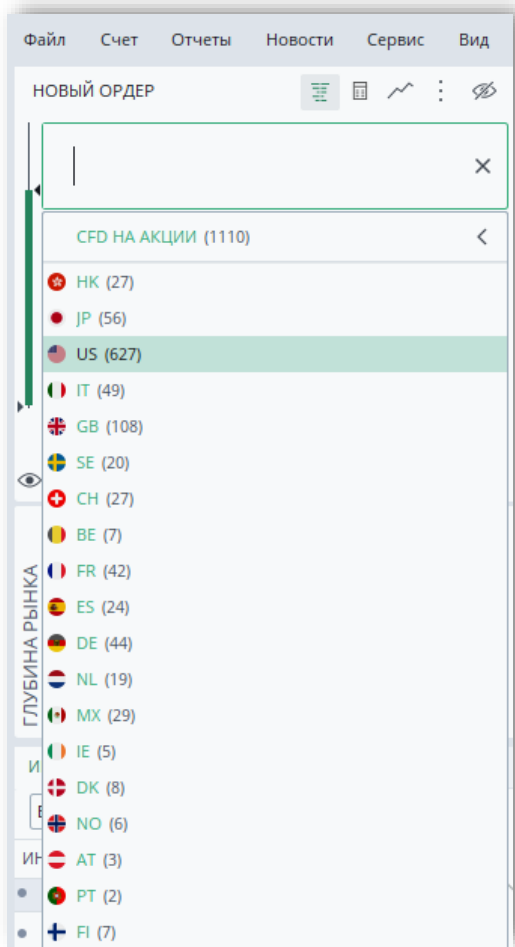 Файл Счет Отчеты Новости Сервис Вид
НОВЫЙ ОРДЕР
CFD НА АКЦИИ (1110)
HK (27)
JP (56)
US (627)
IT (49)
GB (108)
SE (20)
CH (27)
BE (7)
FR (42)
ES (24)
DE (44)
NL (19)
MX (29)
IE (5)
DK (8)
NO (6)
AT (3)
PT (2)
FI (7)
ГЛУБИНА РЫНКА